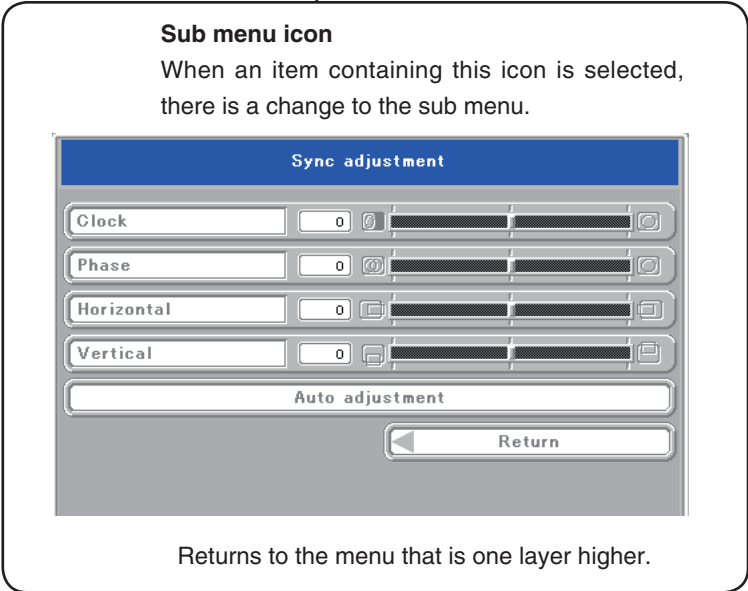 Sub menu icon
When an item containing this icon is selected,
there is a change to the sub menu.
Sync adjustment
Clock 0
Phase 0
Horizontal 0
Vertical 0
Auto adjustment
Return
Returns to the menu that is one layer higher.